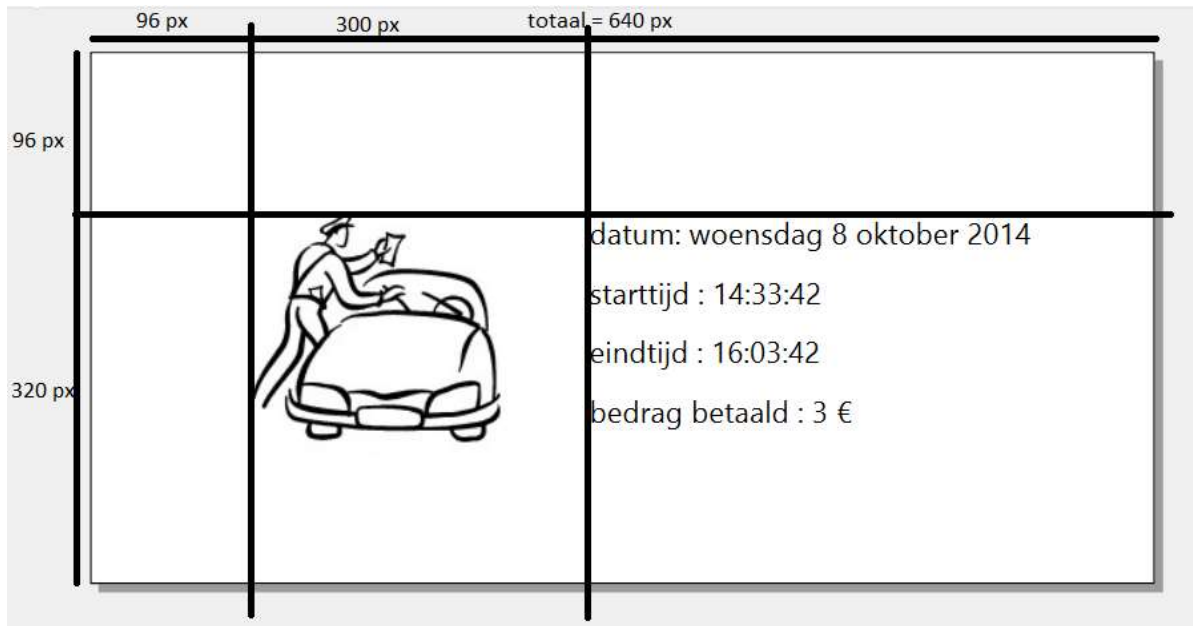 96 px
300 px
totaal = 640 px
96 px
datum: woensdag 8 oktober 2014
starttijd : 14:33:42
eindtijd : 16:03:42
320 px
bedrag betaald : 3 €